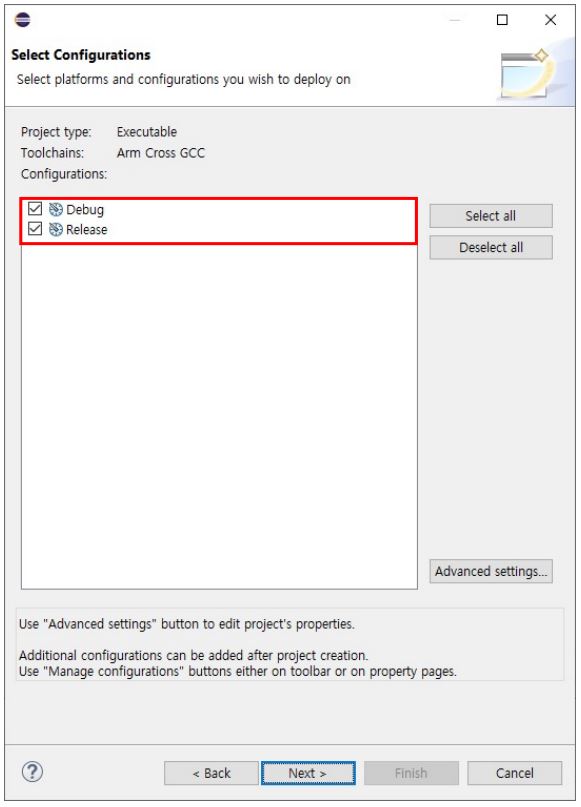 Select Configurations
Select platforms and configurations you wish to deploy on
Project type: Executable
Toolchains: Arm Cross GCC
Configurations:
Debug
Release
Select all
Deselect all
Advanced settings...
Use "Advanced settings" button to edit project's properties.
Additional configurations can be added after project creation.
Use "Manage configurations" buttons either on toolbar or on property pages.
?
< Back
Next >
Finish
Cancel